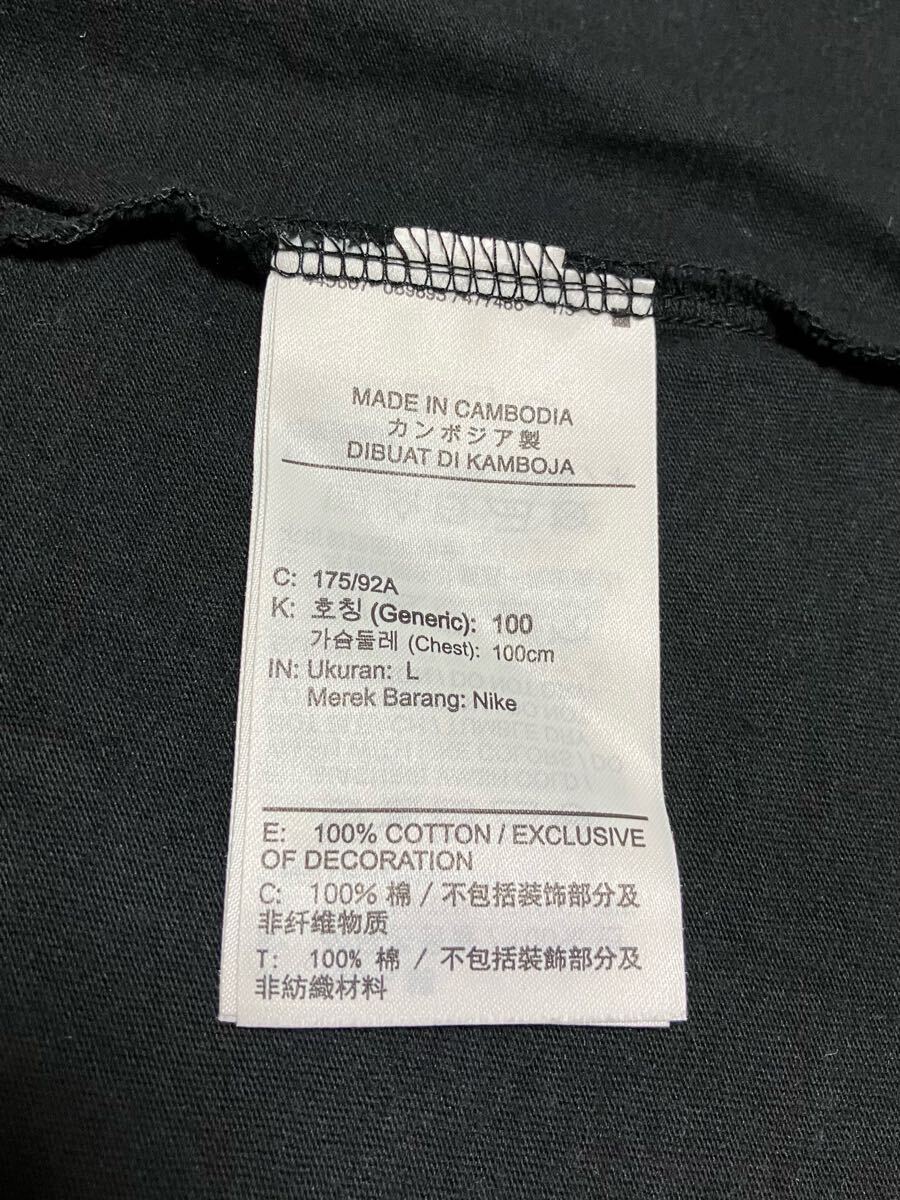 MADE IN CAMBODIA
カンボジア製
DIBUAT DI KAMBOJA
C: 175/92A
K: 호칭 (Generic): 100
가슴둘레 (Chest): 100cm
IN: Ukuran: L
Merek Barang: Nike
E: 100% COTTON / EXCLUSIVE
OF DECORATION
C: 100% 棉 / 不包括装饰部分及
非纤维物质
T: 100% 棉 / 不包括裝飾部分及
非紡織材料